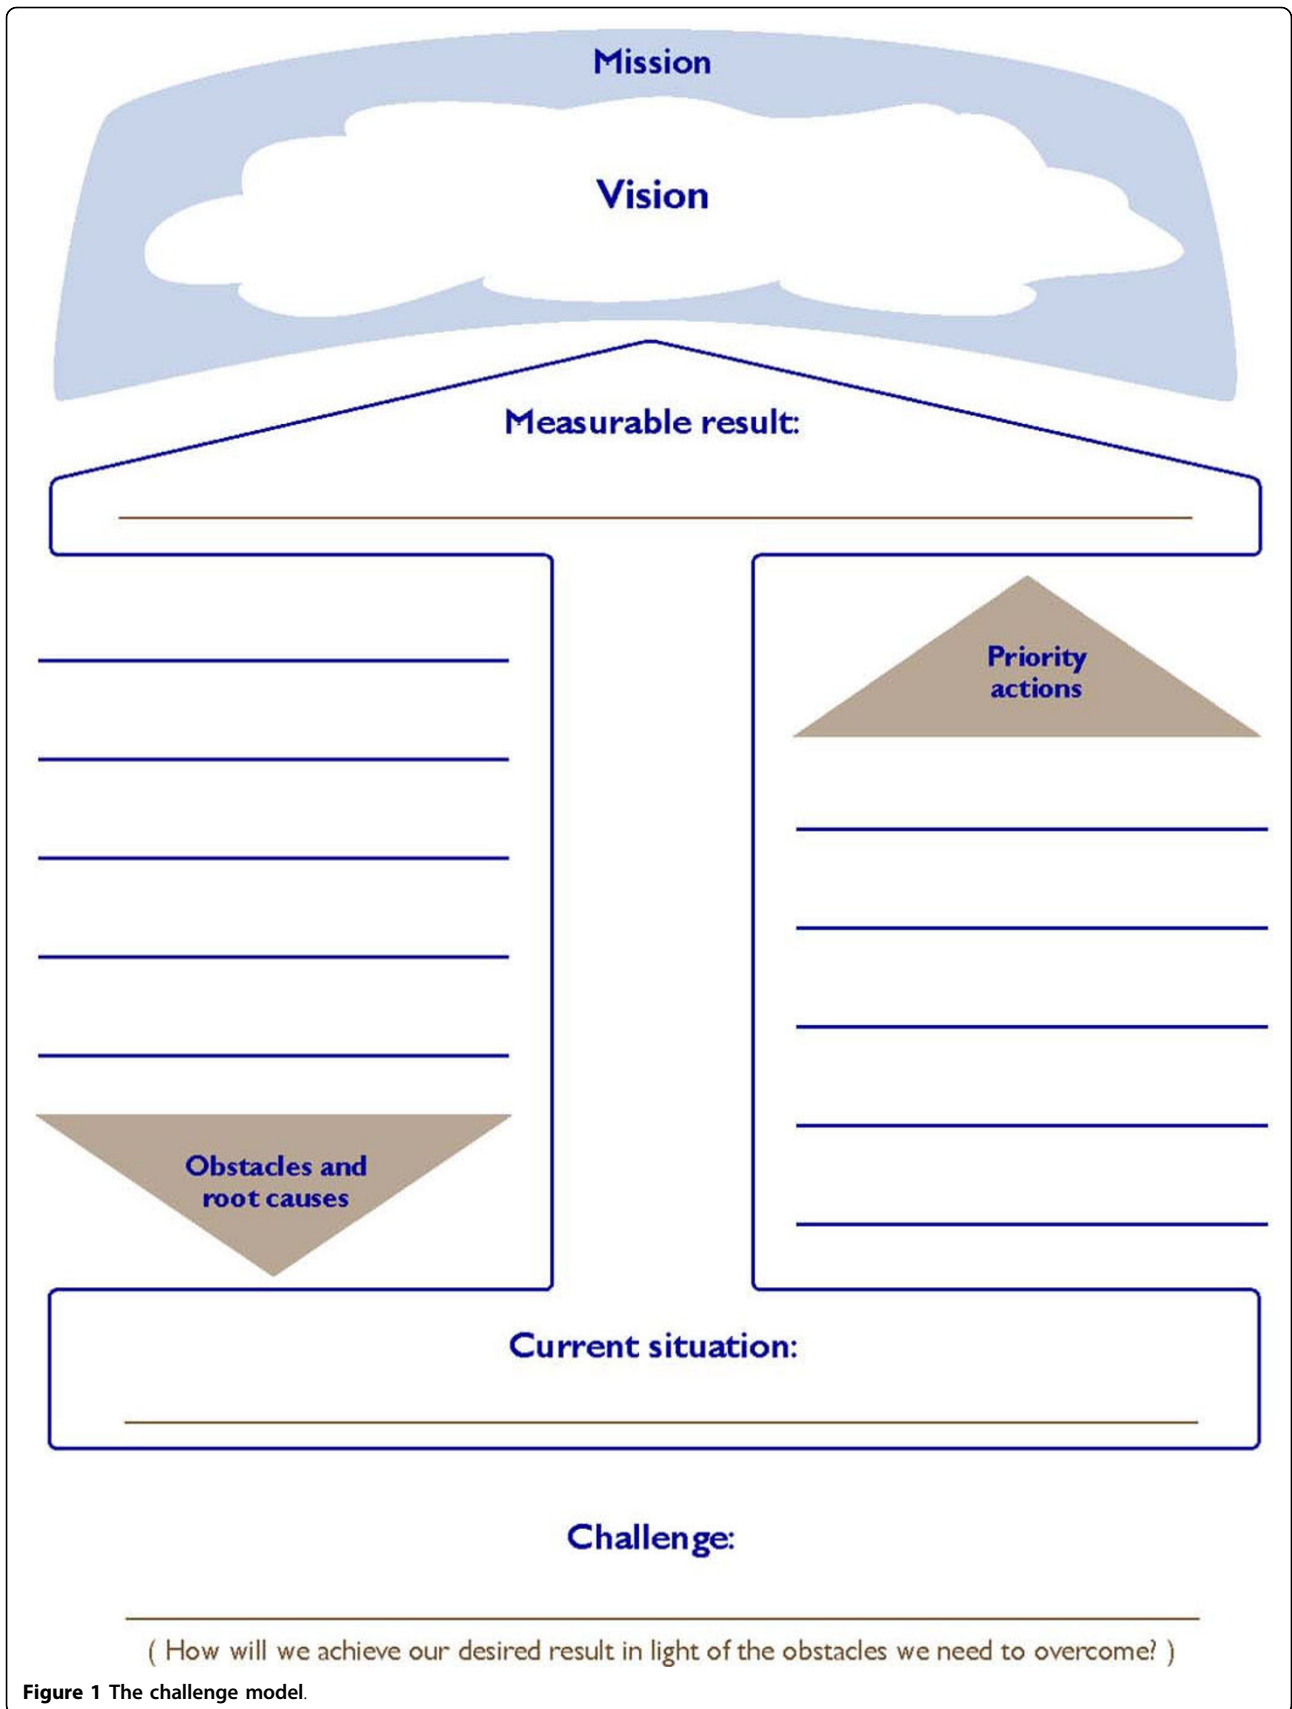 Mission
Vision
Measurable result:
Priority
actions
Obstacles and
root causes
Current situation:
Challenge:
( How will we achieve our desired result in light of the obstacles we need to overcome? )
Figure 1 The challenge model.